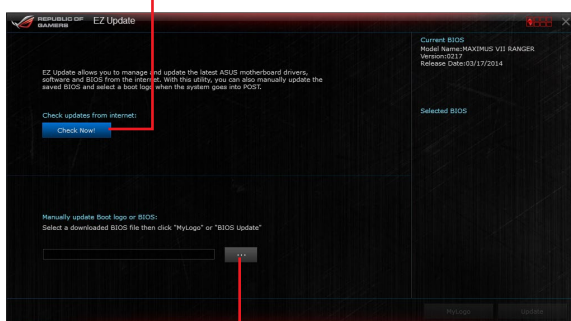 REPUBLIC OF
GAMERS
EZ Update
Current BIOS
Model Name:MAXIMUS VII RANGER
Version:0217
Release Date:03/17/2014
EZ Update allows you to manage and update the latest ASUS motherboard drivers,
software and BIOS from the internet. With this utility, you can also manually update the
saved BIOS and select a boot logo when the system goes into POST.
Check updates from internet:
Check Now!
Selected BIOS
Manually update Boot logo or BIOS:
Select a downloaded BIOS file then click "MyLogo" or "BIOS Update"
...
MyLogo
Update